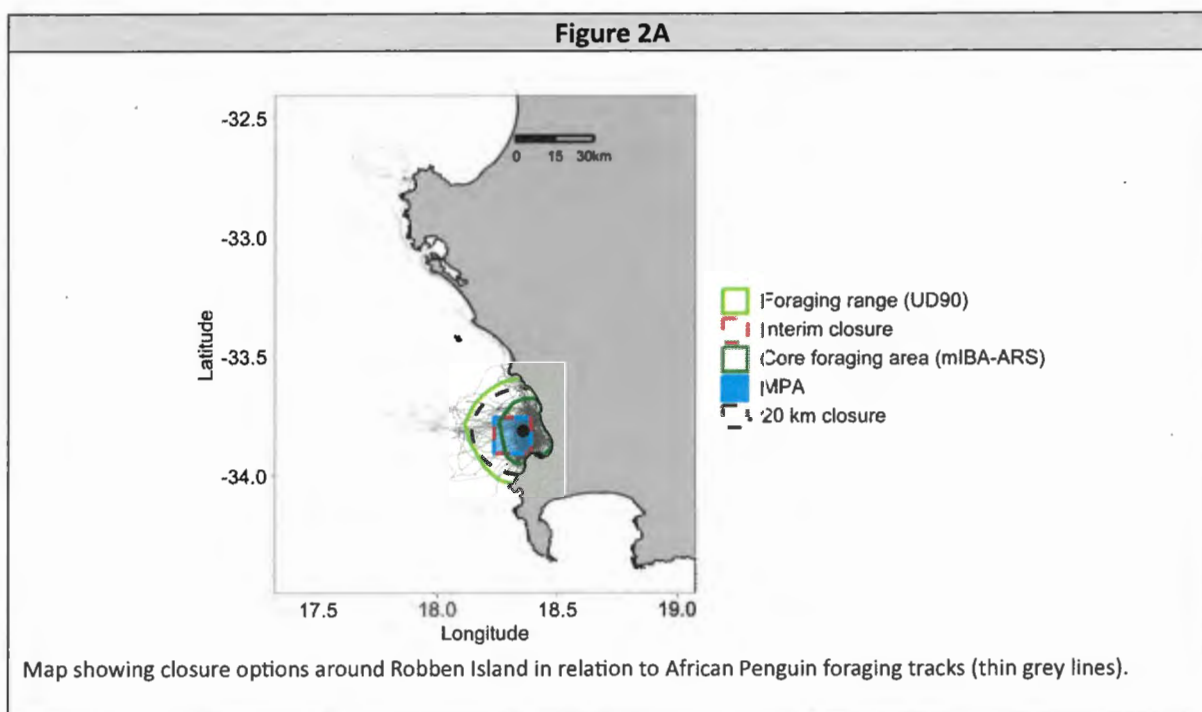 Figure 2A
-32.5
-33.0
-33.5
-34.0
0 15 30km
Latitude
17.5 18.0 18.5 19.0
Longitude
Foraging range (UD90)
Interim closure
Core foraging area (mIBA-ARS)
MPA
20 km closure
Map showing closure options around Robben Island in relation to African Penguin foraging tracks (thin grey lines).